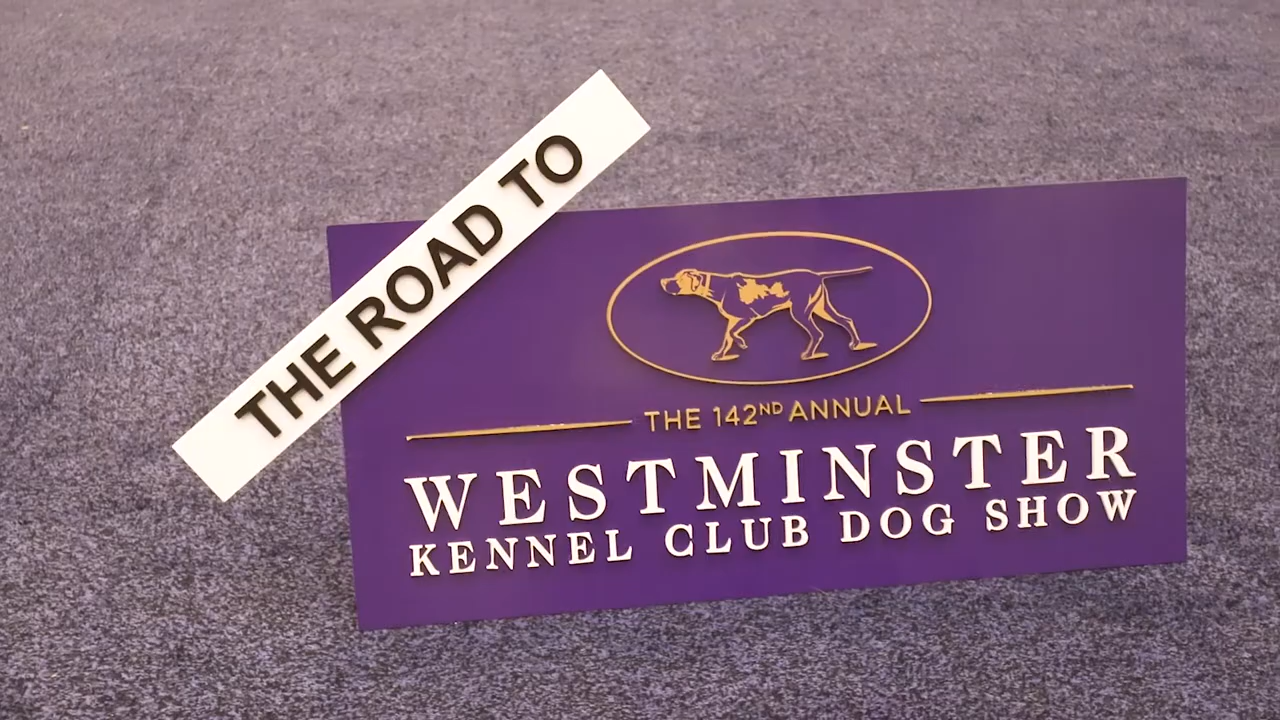 THE ROAD TO
THE 142ND ANNUAL
WESTMINSTER
KENNEL CLUB DOG SHOW